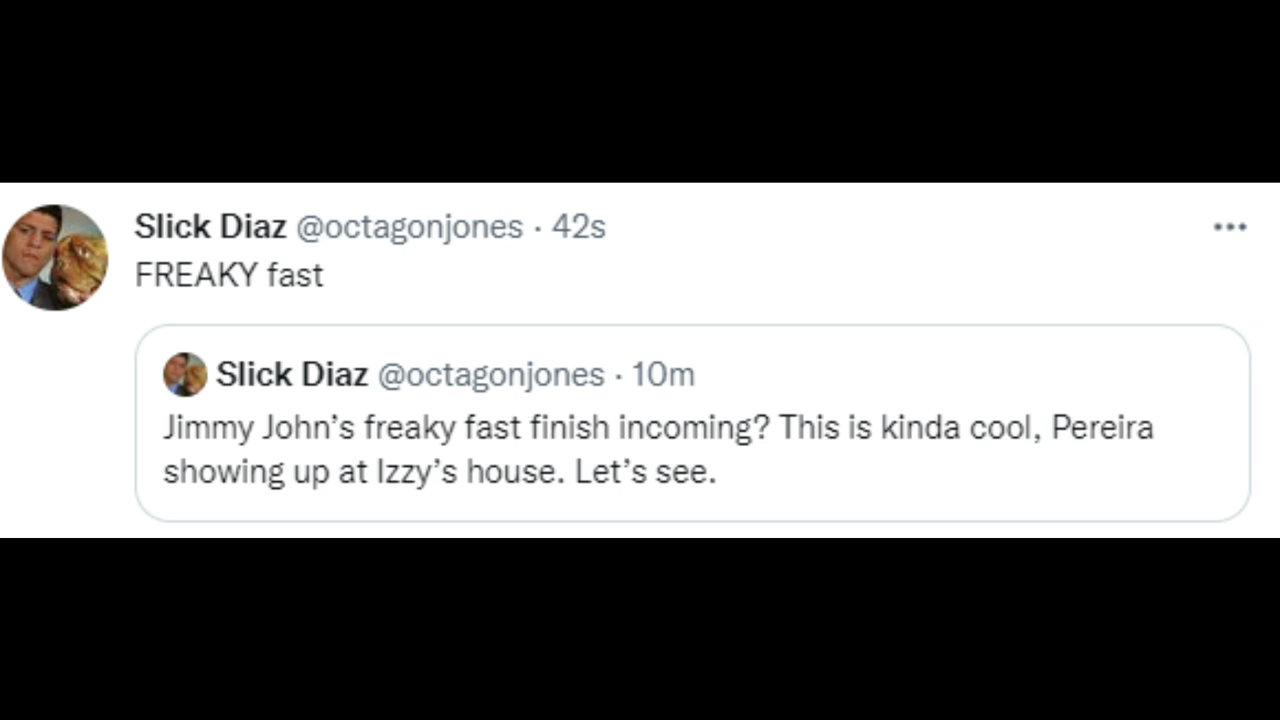 Slick Diaz @octagonjones · 42s
FREAKY fast
Slick Diaz @octagonjones · 10m
Jimmy John’s freaky fast finish incoming? This is kinda cool, Pereira
showing up at Izzy’s house. Let’s see.